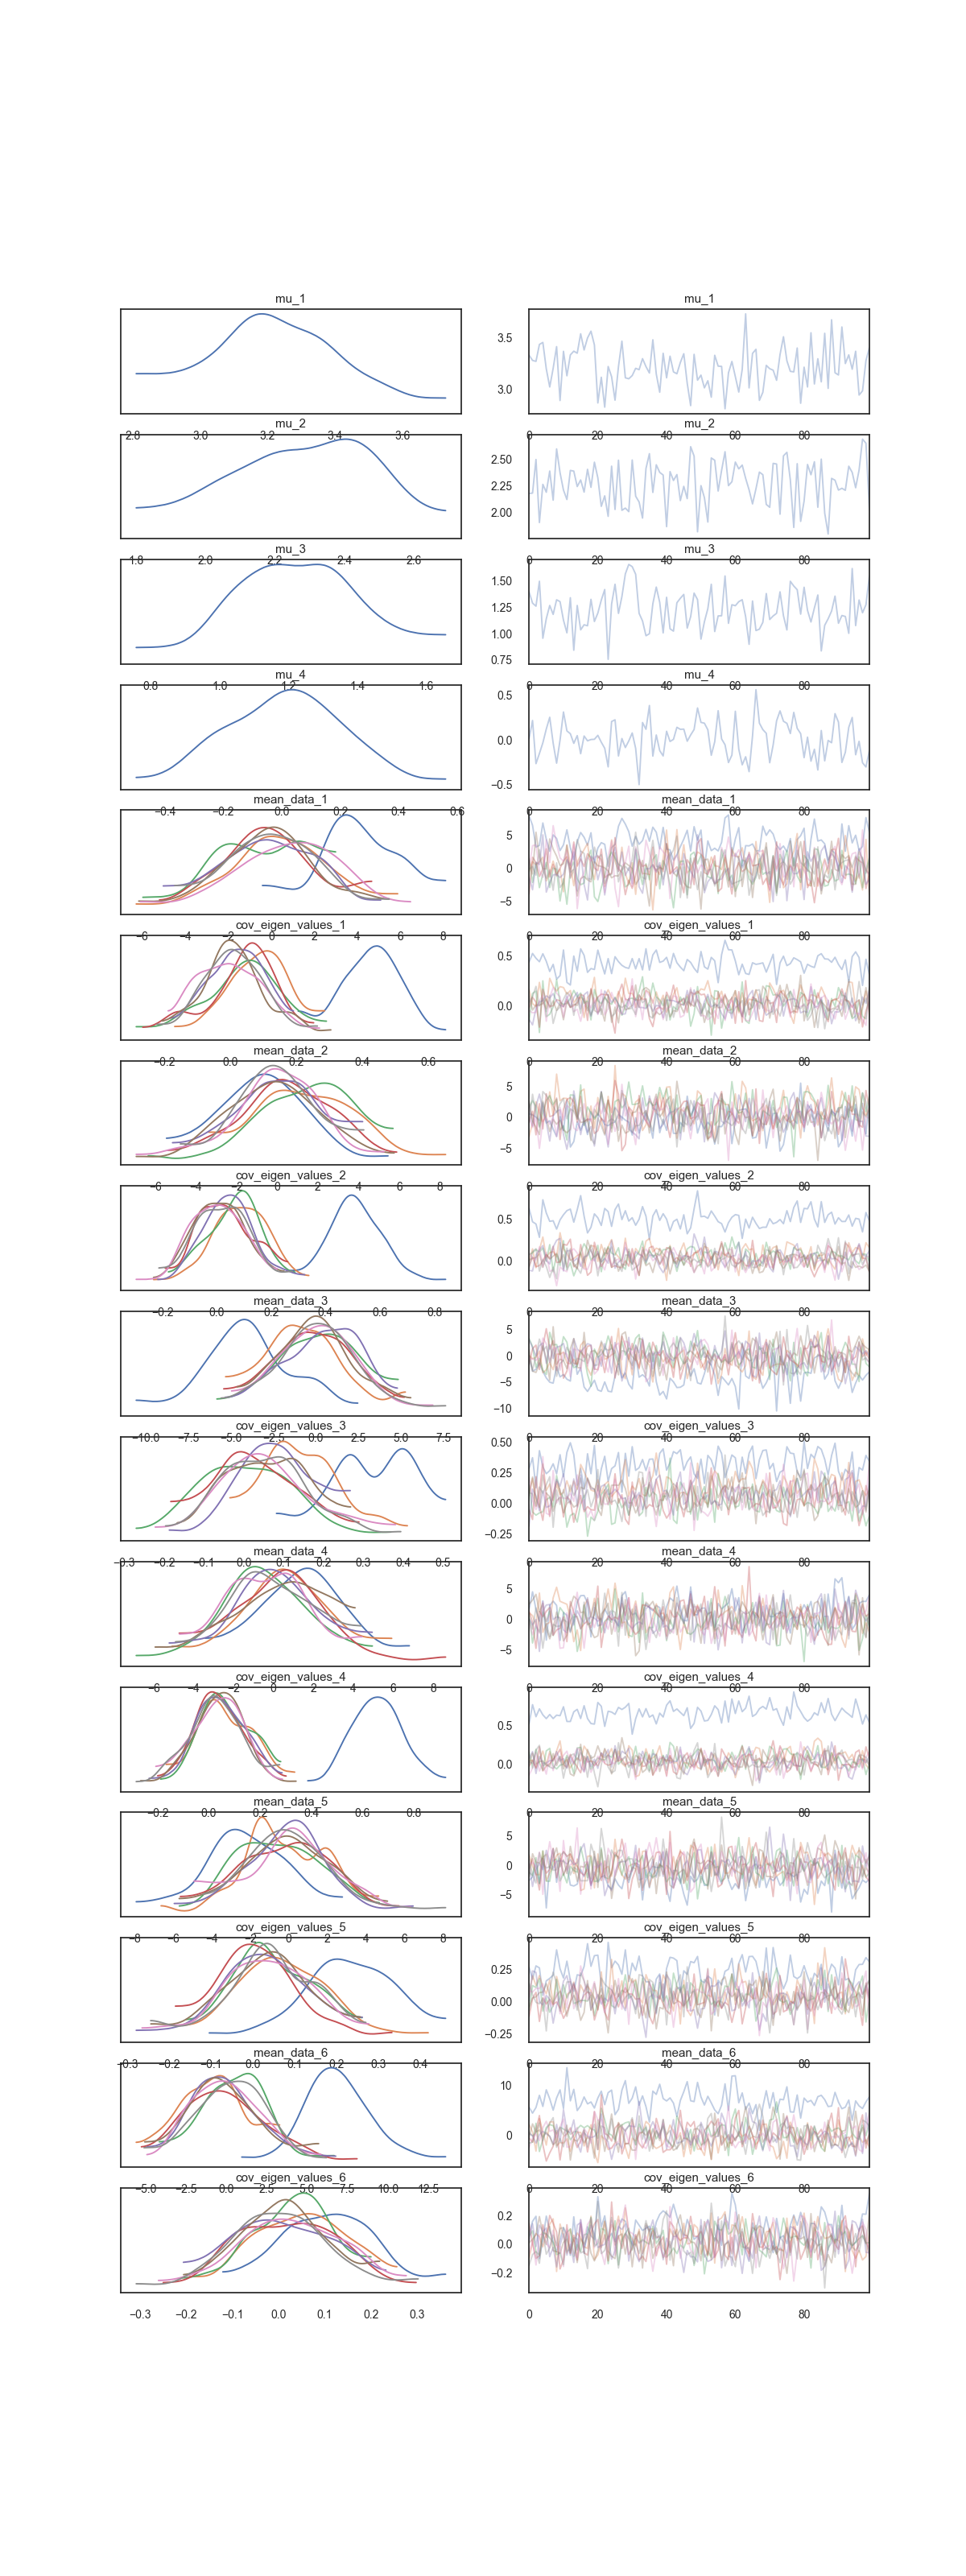 mu_1 mu_1
3.5
3.0
2.8 3.0 3.2 3.4 3.6 0 20 40 60 80
mu_2 mu_2
2.50
2.25
2.00
1.8 2.0 2.2 2.4 2.6 0 20 40 60 80
mu_3 mu_3
1.50
1.25
1.00
0.75
0.8 1.0 1.2 1.4 1.6 0 20 40 60 80
mu_4 mu_4
0.5
0.0
−0.5
−0.4 −0.2 0.0 0.2 0.4 0.6 0 20 40 60 80
mean_data_1 mean_data_1
5
0
−5
−6 −4 −2 0 2 4 6 8 0 20 40 60 80
cov_eigen_values_1 cov_eigen_values_1
0.5
0.0
−0.2 0.0 0.2 0.4 0.6 0 20 40 60 80
mean_data_2 mean_data_2
5
0
−5
−6 −4 −2 0 2 4 6 8 0 20 40 60 80
cov_eigen_values_2 cov_eigen_values_2
0.5
0.0
−0.2 0.0 0.2 0.4 0.6 0.8 0 20 40 60 80
mean_data_3 mean_data_3
5
0
−5
−10
−10.0 −7.5 −5.0 −2.5 0.0 2.5 5.0 7.5 0 20 40 60 80
cov_eigen_values_3 cov_eigen_values_3
0.50
0.25
0.00
−0.25
−0.3 −0.2 −0.1 0.0 0.1 0.2 0.3 0.4 0.5 0 20 40 60 80
mean_data_4 mean_data_4
5
0
−5
−6 −4 −2 0 2 4 6 8 0 20 40 60 80
cov_eigen_values_4 cov_eigen_values_4
0.5
0.0
−0.2 0.0 0.2 0.4 0.6 0.8 0 20 40 60 80
mean_data_5 mean_data_5
5
0
−5
−8 −6 −4 −2 0 2 4 6 8 0 20 40 60 80
cov_eigen_values_5 cov_eigen_values_5
0.25
0.00
−0.25
−0.3 −0.2 −0.1 0.0 0.1 0.2 0.3 0.4 0 20 40 60 80
mean_data_6 mean_data_6
10
0
−5.0 −2.5 0.0 2.5 5.0 7.5 10.0 12.5 0 20 40 60 80
cov_eigen_values_6 cov_eigen_values_6
0.2
0.0
−0.2
−0.3 −0.2 −0.1 0.0 0.1 0.2 0.3 0 20 40 60 80